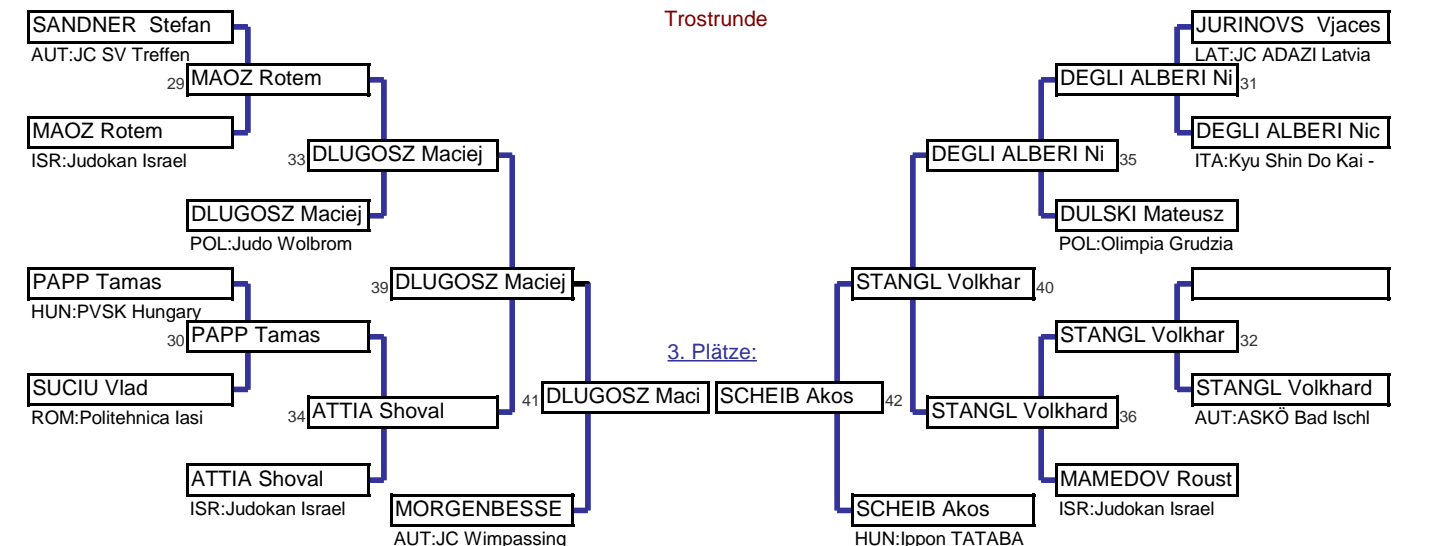 Trostrunde
SANDNER Stefan
AUT:JC SV Treffen
29 MAOZ Rotem
MAOZ Rotem
ISR:Judokan Israel
33 DLUGOSZ Maciej
DLUGOSZ Maciej
POL:Judo Wolbrom
39 DLUGOSZ Maciej
PAPP Tamas
HUN:PVSK Hungary
30 PAPP Tamas
SUCIU Vlad
ROM:Politehnica Iasi
34 ATTIA Shoval
ATTIA Shoval
ISR:Judokan Israel
41 DLUGOSZ Maci
MORGENBESSE
AUT:JC Wimpassing
3. Plätze:
JURINOVS Vjaces
LAT:JC ADAZI Latvia
DEGLI ALBERI Ni 31
DEGLI ALBERI Nic
ITA:Kyu Shin Do Kai -
DEGLI ALBERI Ni 35
DULSKI Mateusz
POL:Olimpia Grudzia
STANGL Volkhar 40
STANGL Volkhar 32
STANGL Volkhard
AUT:ASKÖ Bad Ischl
STANGL Volkhard 36
MAMEDOV Roust
ISR:Judokan Israel
SCHEIB Akos 42
SCHEIB Akos
HUN:Ippon TATABA